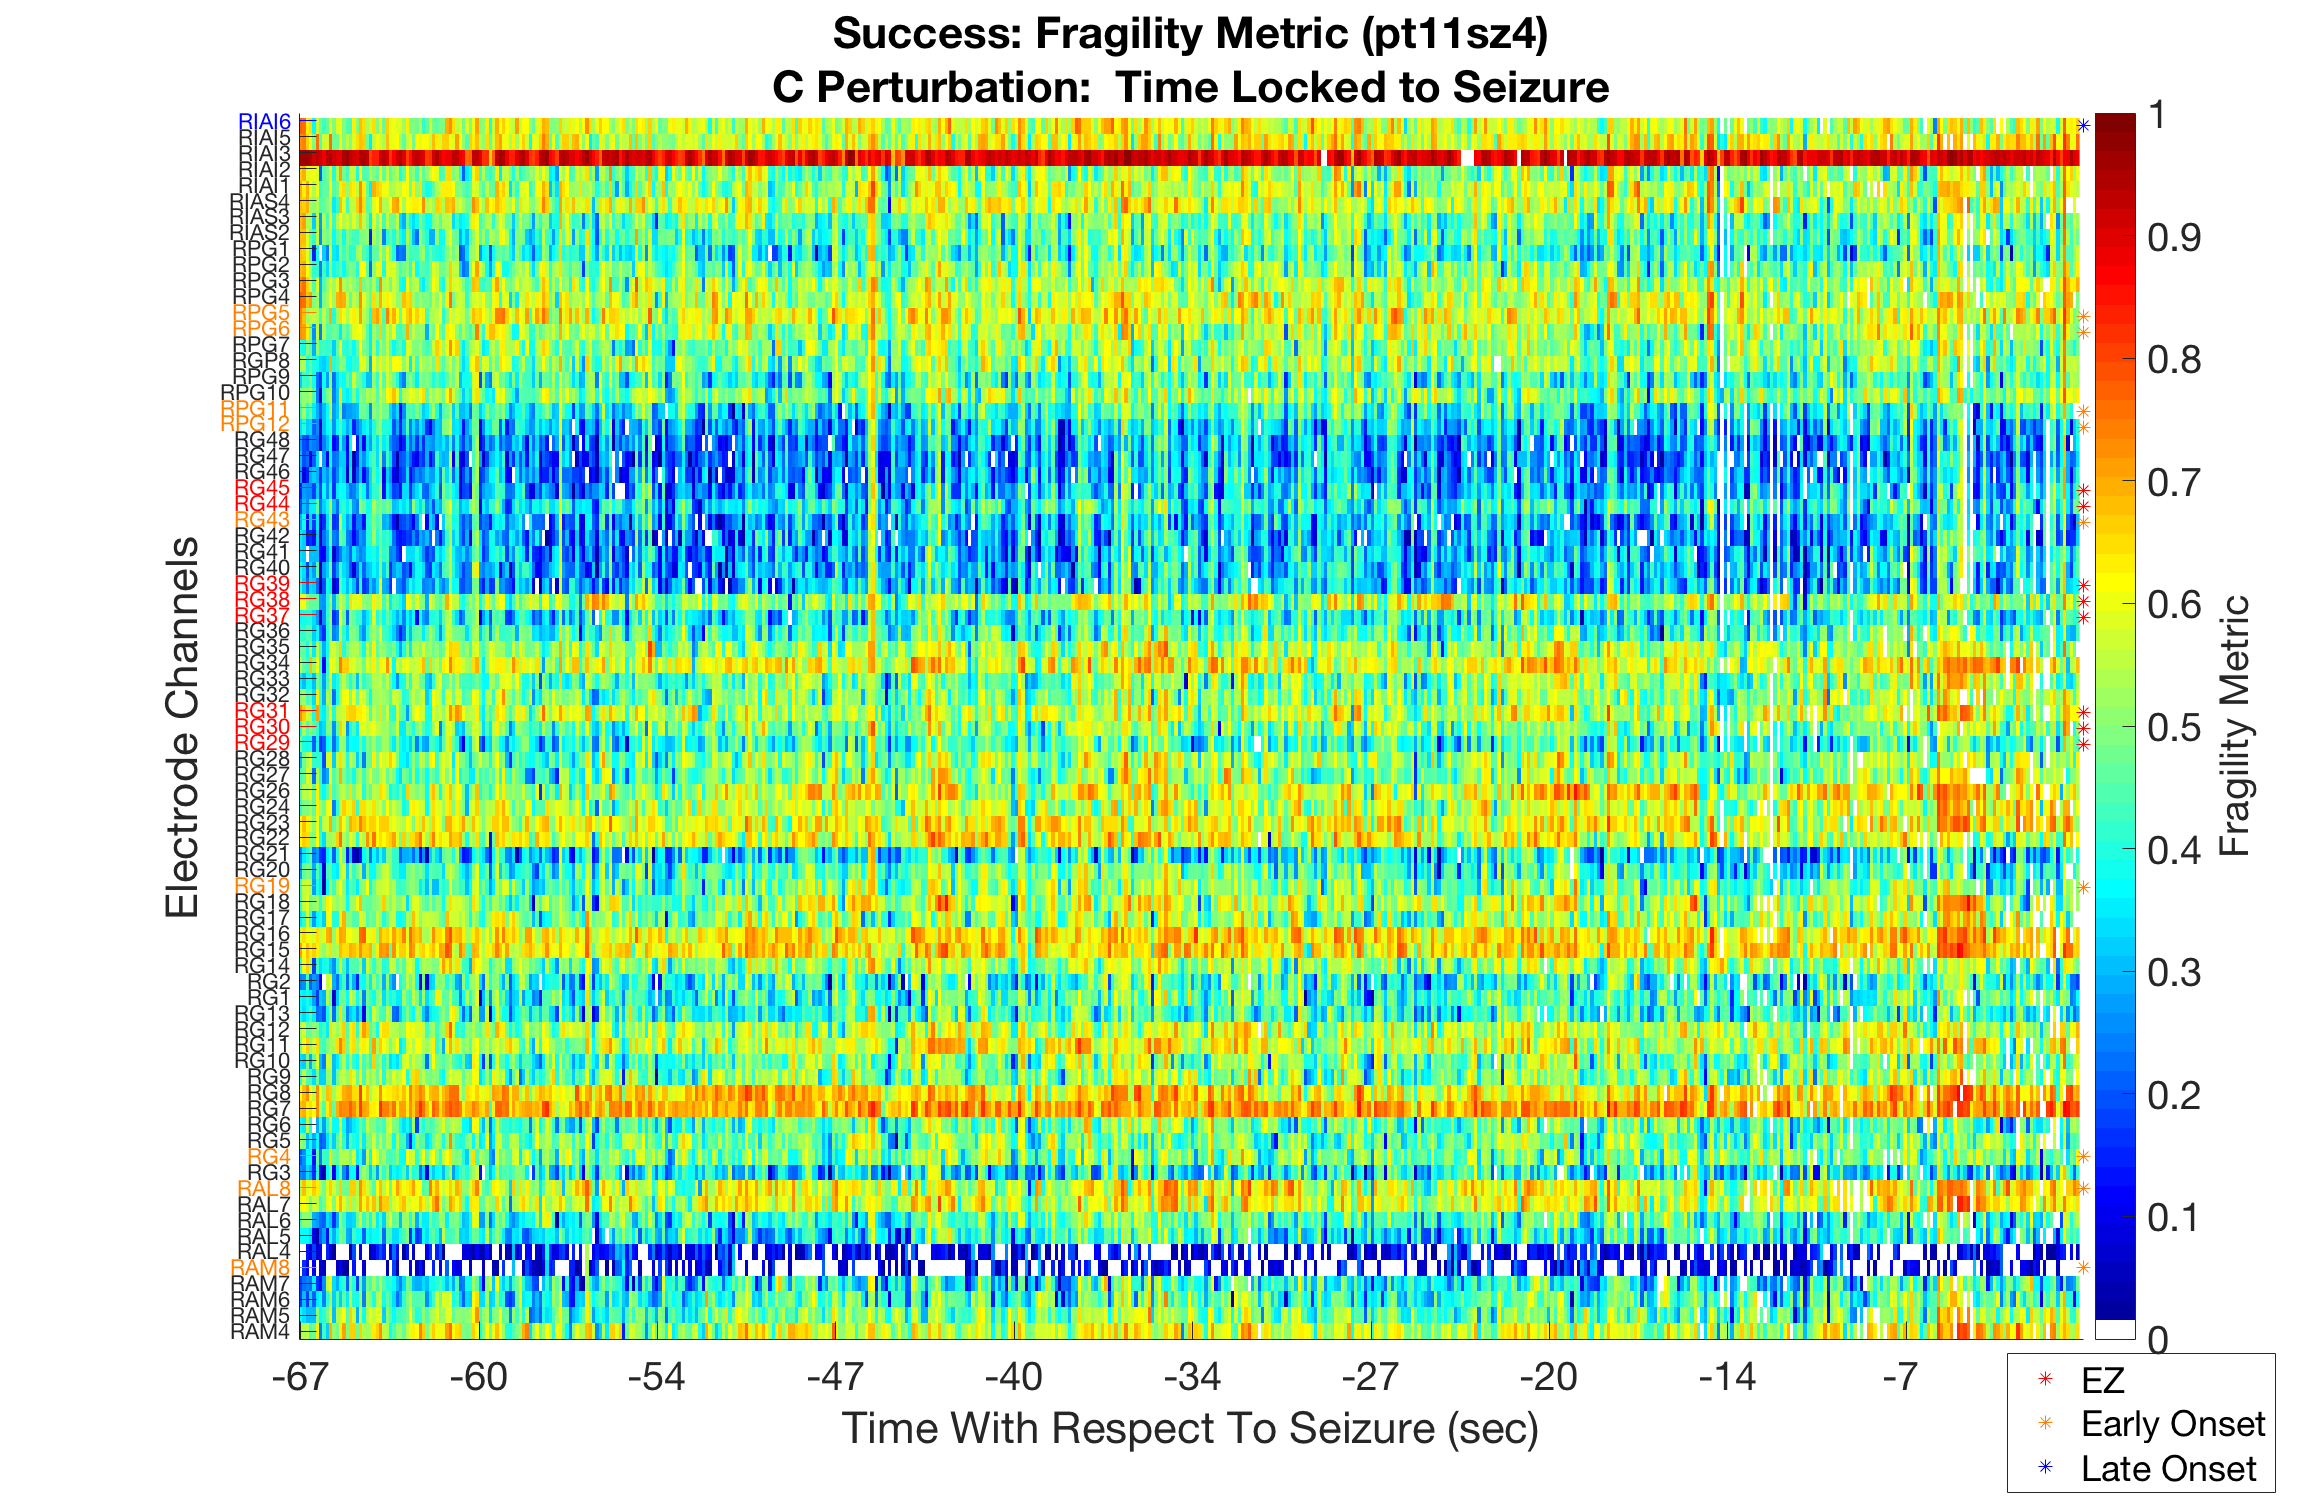 Success: Fragility Metric (pt11sz4)
C Perturbation:  Time Locked to Seizure
Electrode Channels
RIAI6
RIAI5
RIAI3
RIAI2
RIAI1
RIAS4
RIAS3
RIAS2
RPG1
RPG2
RPG3
RPG4
RPG5
RPG6
RPG7
RGP8
RPG9
RPG10
RPG11
RPG12
RG48
RG47
RG46
RG45
RG44
RG43
RG42
RG41
RG40
RG39
RG38
RG37
RG36
RG35
RG34
RG33
RG32
RG31
RG30
RG29
RG28
RG27
RG26
RG24
RG23
RG22
RG21
RG20
RG19
RG18
RG17
RG16
RG15
RG14
RG2
RG1
RG13
RG12
RG11
RG10
RG9
RG8
RG7
RG6
RG5
RG4
RG3
RAL8
RAL7
RAL6
RAL5
RAL4
RAM8
RAM7
RAM6
RAM5
RAM4
-67 -60 -54 -47 -40 -34 -27 -20 -14 -7
Time With Respect To Seizure (sec)
1
0.9
0.8
0.7
0.6
0.5
0.4
0.3
0.2
0.1
0
Fragility Metric
EZ
Early Onset
Late Onset